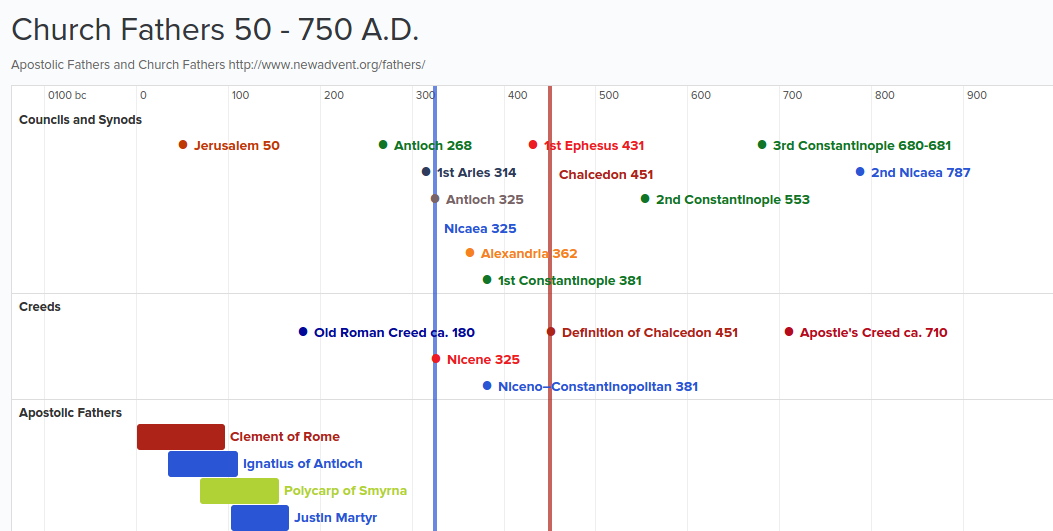 Church Fathers 50 - 750 A.D.
Apostolic Fathers and Church Fathers http://www.newadvent.org/fathers/
0100 bc 0 100 200 300 400 500 600 700 800 900
Councils and Synods
Jerusalem 50 Antioch 268 1st Ephesus 431 3rd Constantinople 680-681
1st Arles 314 Chalcedon 451 2nd Nicaea 787
Antioch 325 2nd Constantinople 553
Nicaea 325
Alexandria 362
1st Constantinople 381
Creeds
Old Roman Creed ca. 180 Definition of Chalcedon 451 Apostle's Creed ca. 710
Nicene 325
Niceno–Constantinopolitan 381
Apostolic Fathers
Clement of Rome
Ignatius of Antioch
Polycarp of Smyrna
Justin Martyr